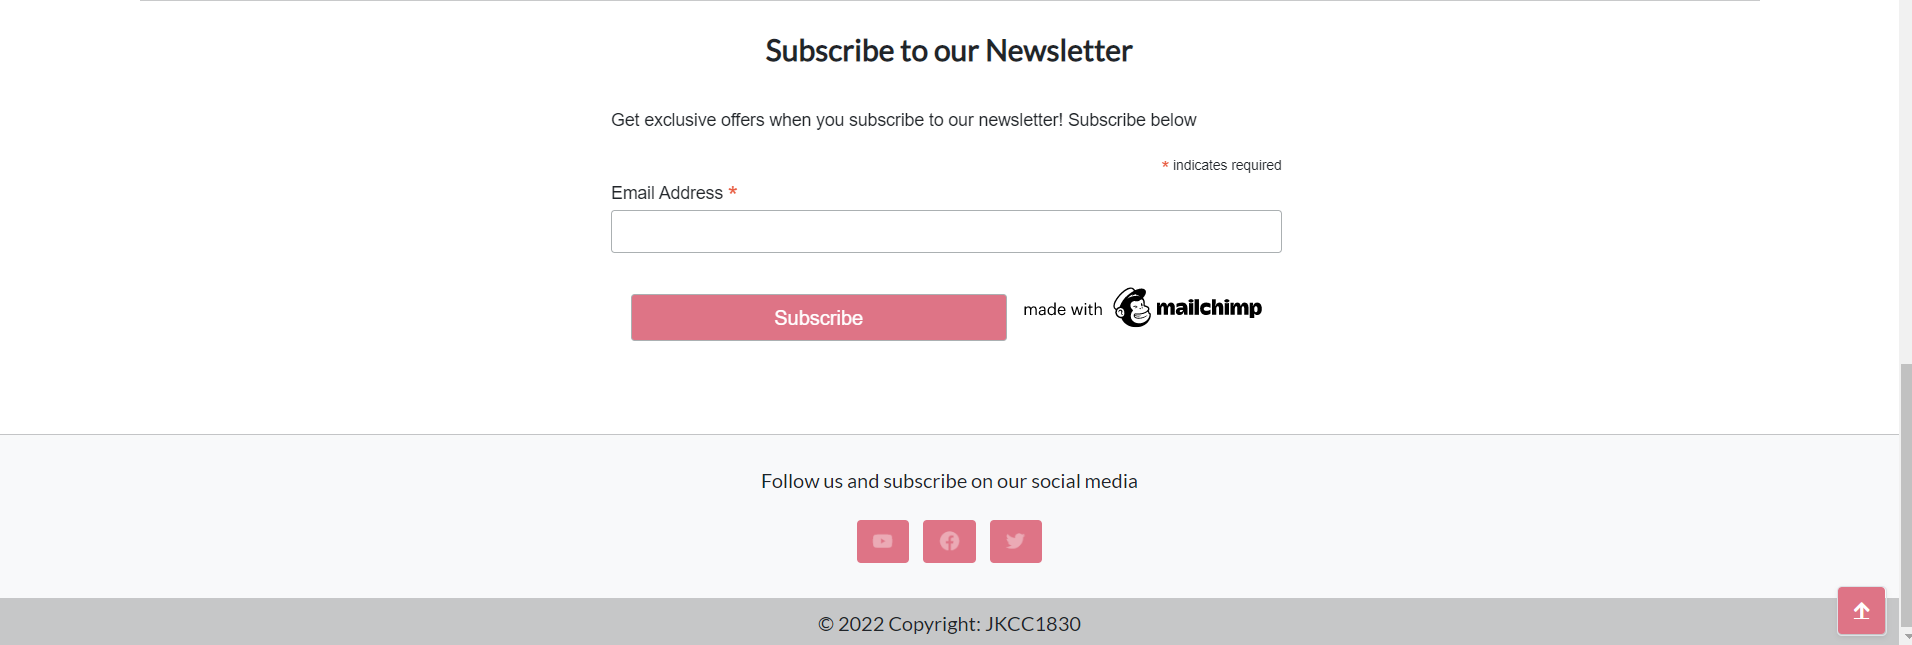 Subscribe to our Newsletter
Get exclusive offers when you subscribe to our newsletter! Subscribe below
* indicates required
Email Address *
Subscribe
made with mailchimp
Follow us and subscribe on our social media
© 2022 Copyright: JKCC1830